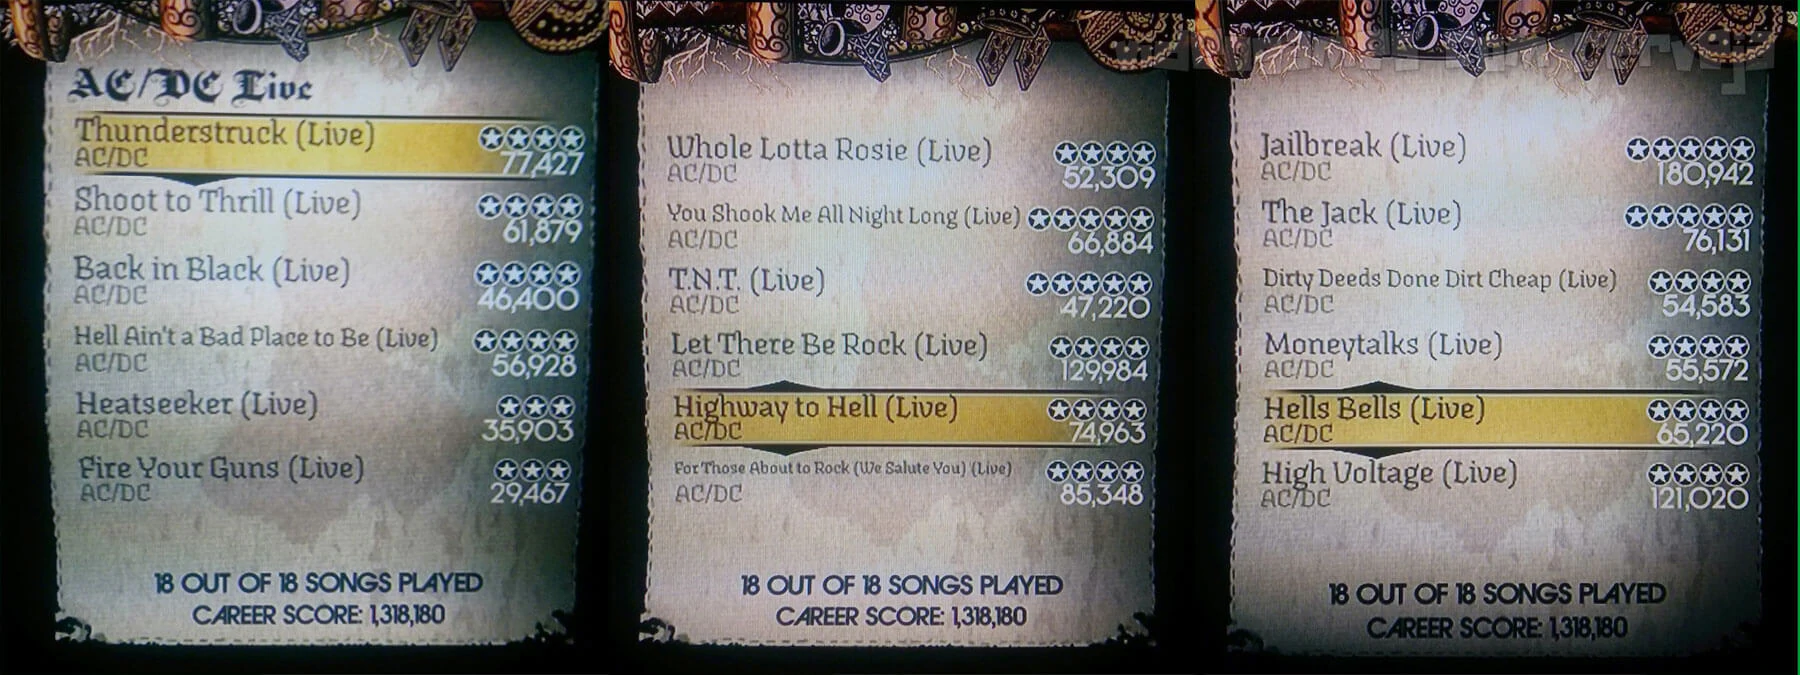 AC/DC Live
Thunderstruck (Live)
AC/DC
77,427
Shoot to Thrill (Live)
AC/DC
61,879
Back in Black (Live)
AC/DC
46,400
Hell Ain't a Bad Place to Be (Live)
AC/DC
56,928
Heatseeker (Live)
AC/DC
35,903
Fire Your Guns (Live)
AC/DC
29,467
18 OUT OF 18 SONGS PLAYED
CAREER SCORE: 1,318,180
Whole Lotta Rosie (Live)
AC/DC
52,309
You Shook Me All Night Long (Live)
AC/DC
66,884
T.N.T. (Live)
AC/DC
47,220
Let There Be Rock (Live)
AC/DC
129,984
Highway to Hell (Live)
AC/DC
74,963
For Those About to Rock (We Salute You) (Live)
AC/DC
85,348
18 OUT OF 18 SONGS PLAYED
CAREER SCORE: 1,318,180
Jailbreak (Live)
AC/DC
180,942
The Jack (Live)
AC/DC
76,131
Dirty Deeds Done Dirt Cheap (Live)
AC/DC
54,583
Moneytalks (Live)
AC/DC
55,572
Hells Bells (Live)
AC/DC
65,220
High Voltage (Live)
AC/DC
121,020
18 OUT OF 18 SONGS PLAYED
CAREER SCORE: 1,318,180